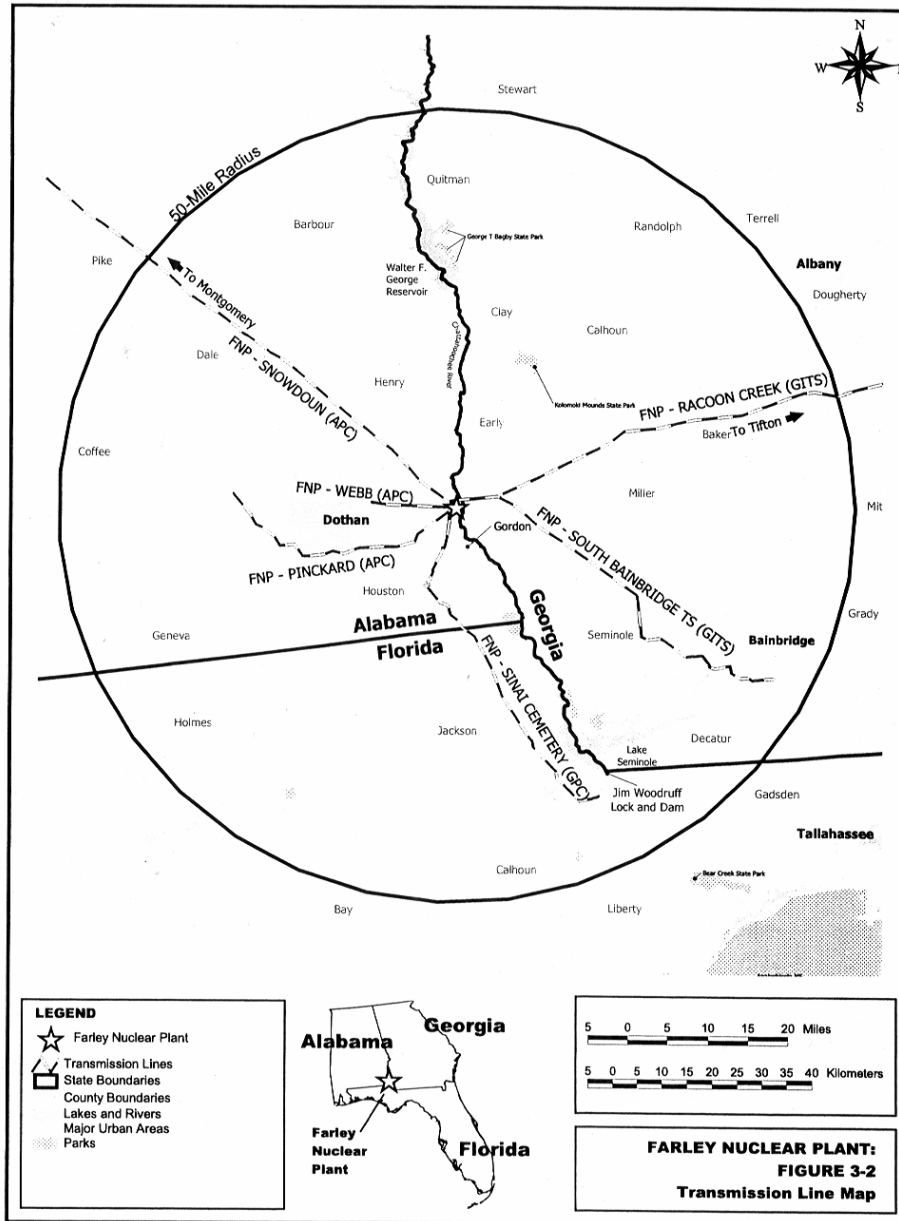 N
W
S
Stewart
50-Mile Radius
Quitman
Barbour
Randolph
Terrell
George T Bagby State Park
Pike
To Montgomery
Walter F.
George
Reservoir
Albany
Dougherty
Clay
Chattahoochee River
Calhoun
Dale
FNP - SNOWDOUN (APC)
Henry
Kolomoki Mounds State Park
FNP - RACOON CREEK (GITS)
Early
Baker
To Tifton
Coffee
FNP - WEBB (APC)
Miller
Mit
Dothan
Gordon
FNP - SOUTH BAINBRIDGE TS (GITS)
FNP - PINCKARD (APC)
Houston
Georgia
Grady
Alabama
Florida
Geneva
Seminole
Bainbridge
FNP - SINAI CEMETERY (GPC)
Holmes
Jackson
Decatur
Lake
Seminole
Jim Woodruff
Lock and Dam
Gadsden
Tallahassee
Calhoun
Bear Creek State Park
Bay
Liberty
LEGEND
Farley Nuclear Plant
Transmission Lines
State Boundaries
County Boundaries
Lakes and Rivers
Major Urban Areas
Parks
Alabama
Georgia
Florida
Farley
Nuclear
Plant
5 0 5 10 15 20 Miles
5 0 5 10 15 20 25 30 35 40 Kilometers
FARLEY NUCLEAR PLANT:
FIGURE 3-2
Transmission Line Map